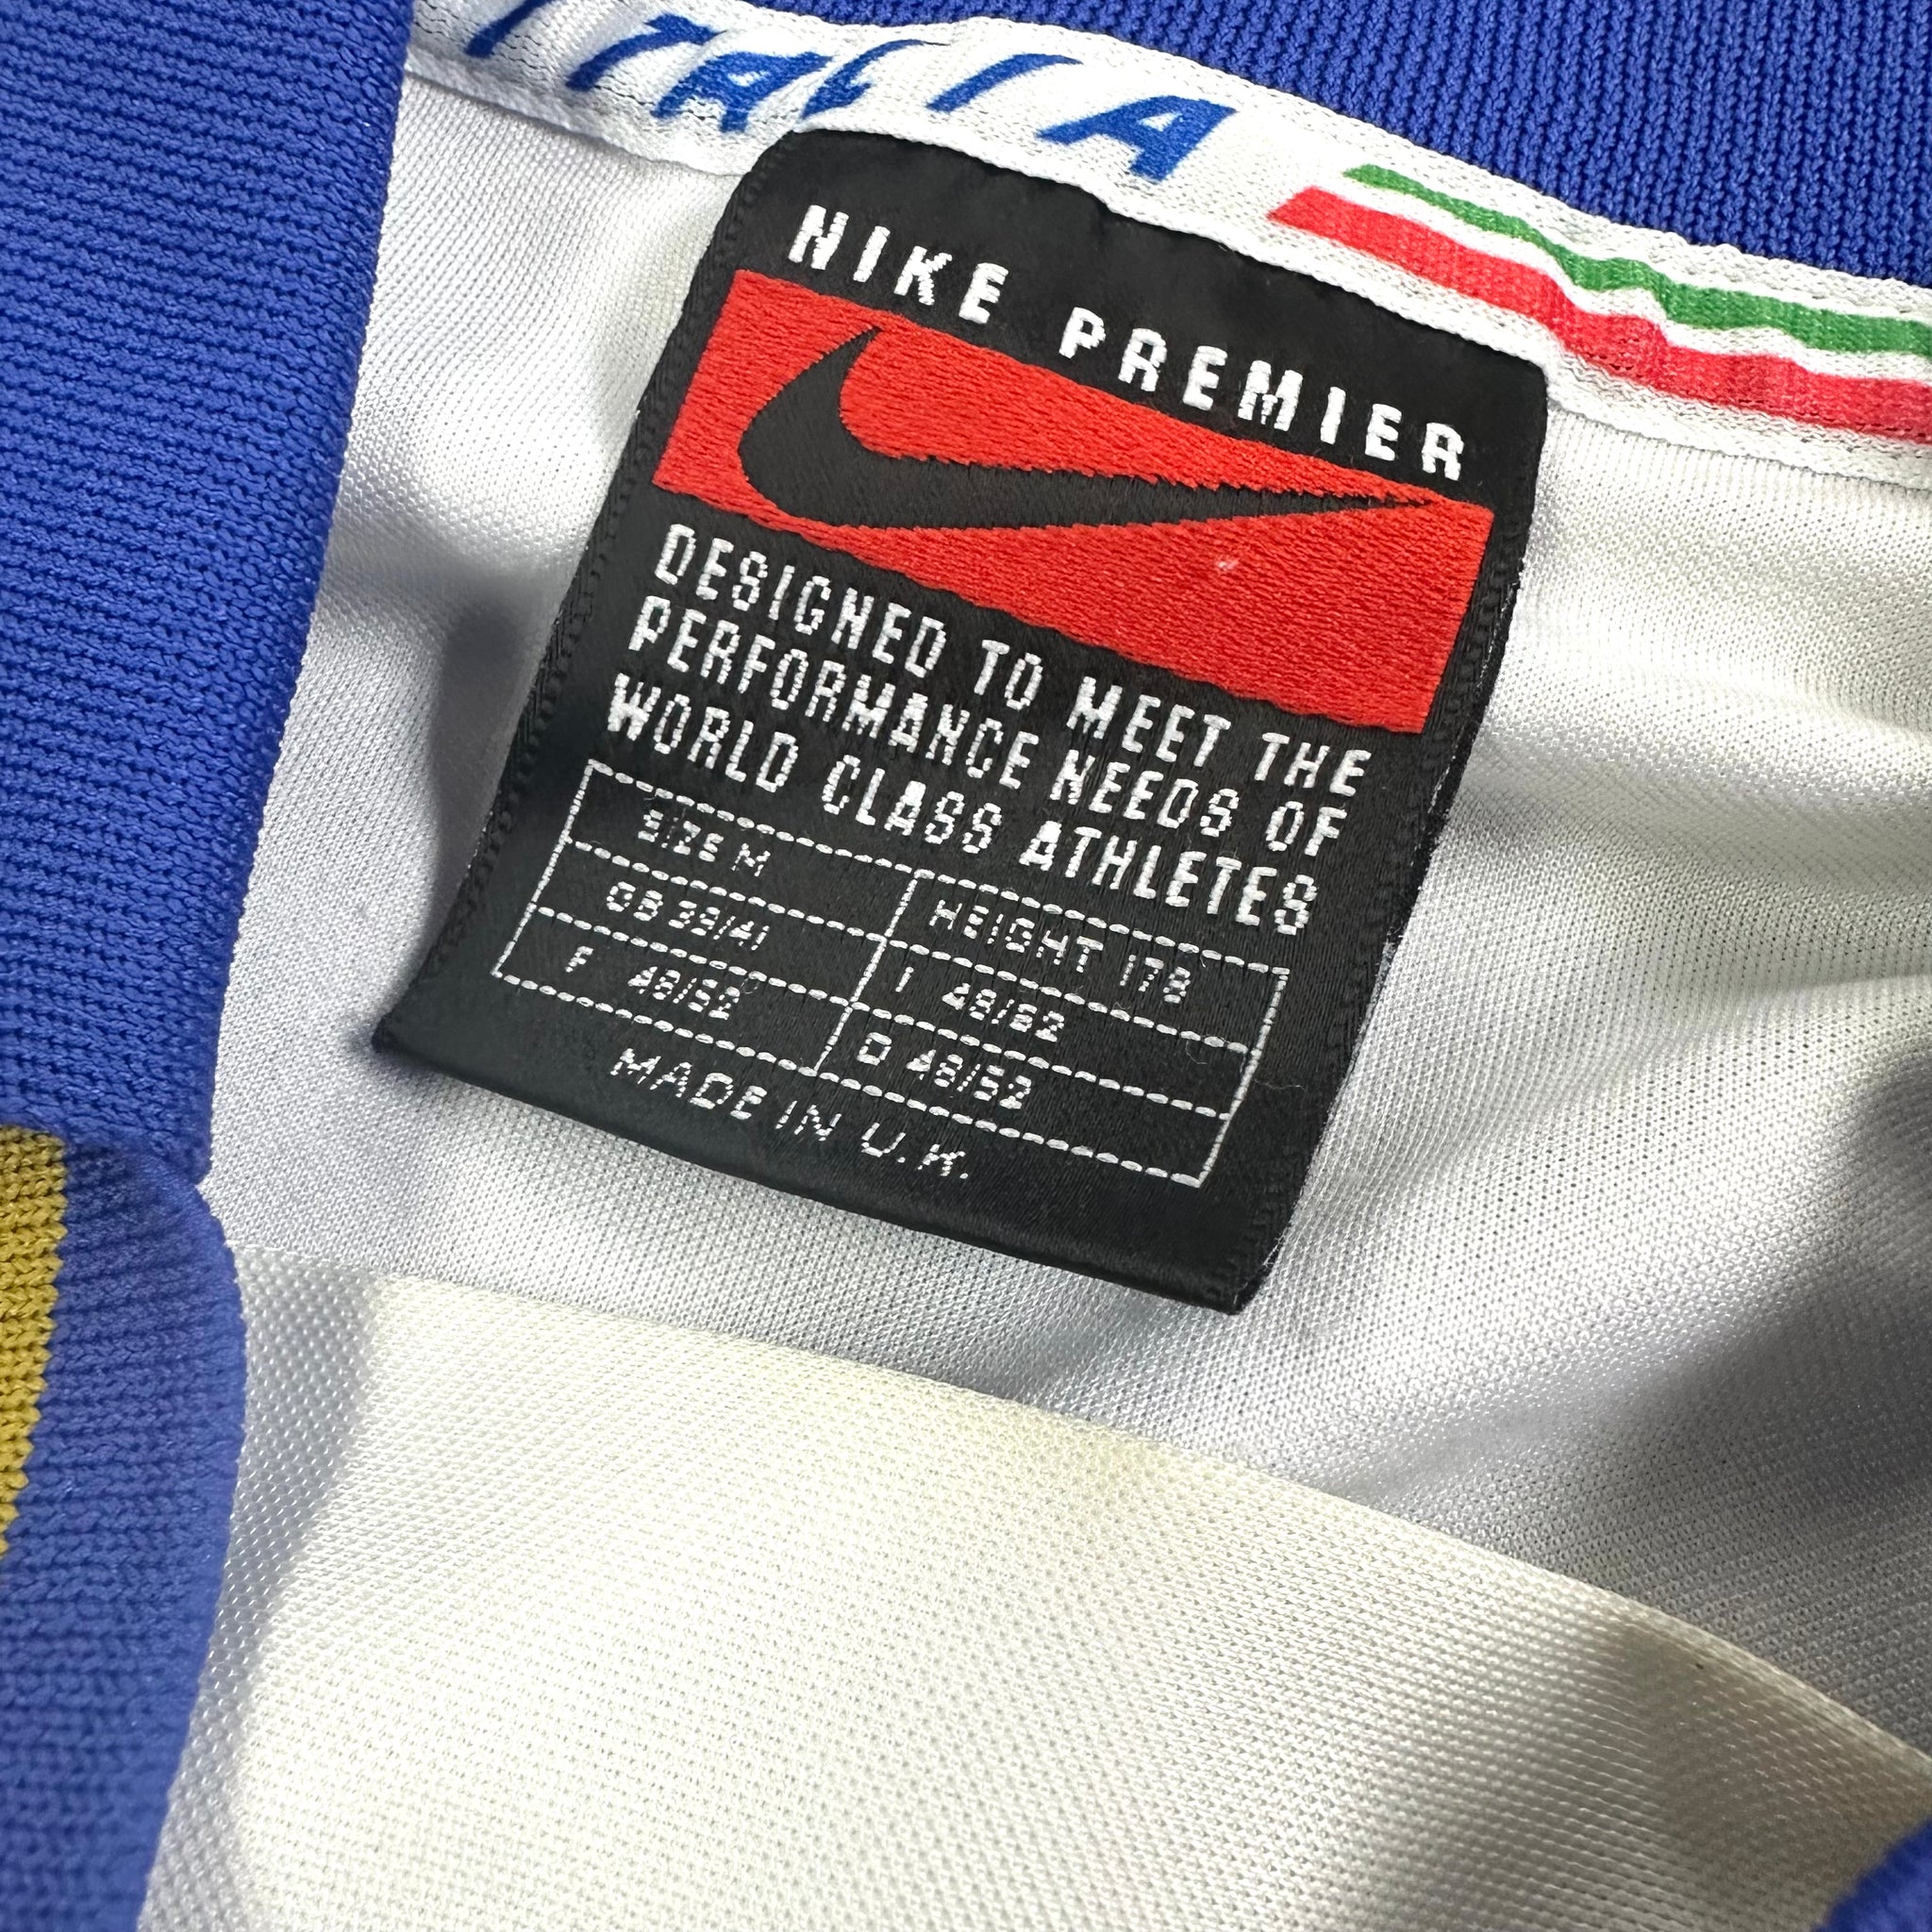 ITALIA
NIKE PREMIER
DESIGNED TO MEET THE
PERFORMANCE NEEDS OF
WORLD CLASS ATHLETES
SIZE M HEIGHT 178
GB 39/41 I 48/52
F 48/52 D 48/52
MADE IN U.K.